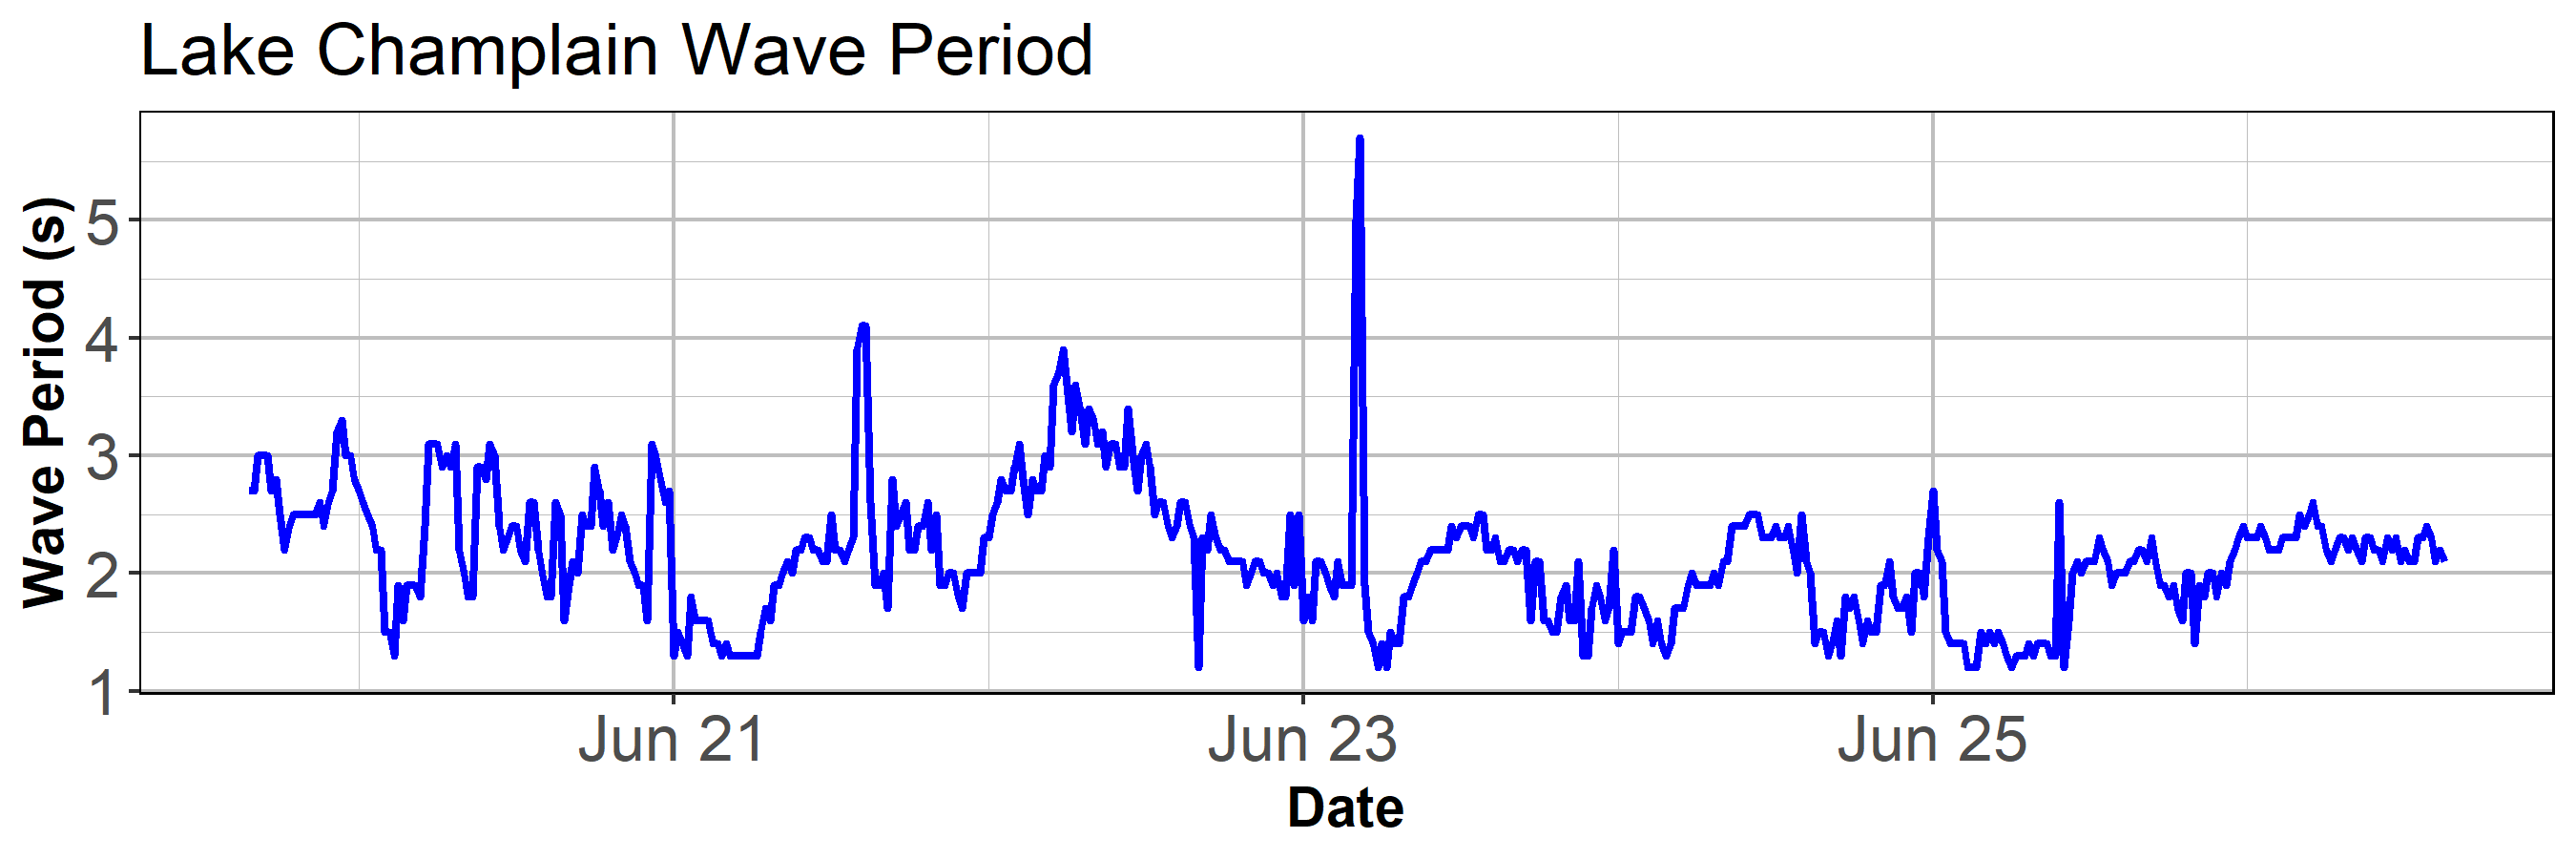 Lake Champlain Wave Period
Wave Period (s)
5
4
3
2
1
Jun 21
Jun 23
Jun 25
Date